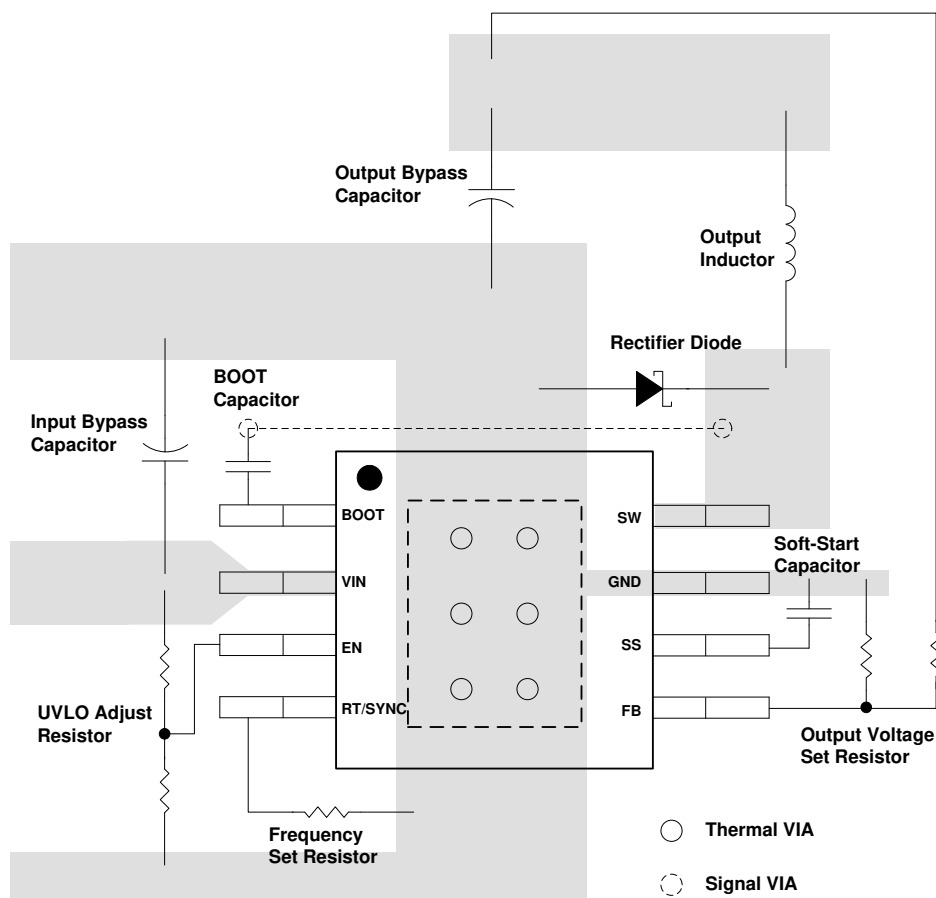 Output Bypass
Capacitor
Output
Inductor
Rectifier Diode
BOOT
Capacitor
Input Bypass
Capacitor
BOOT
SW
Soft-Start
Capacitor
VIN
GND
EN
SS
RT/SYNC
FB
UVLO Adjust
Resistor
Output Voltage
Set Resistor
Frequency
Set Resistor
Thermal VIA
Signal VIA